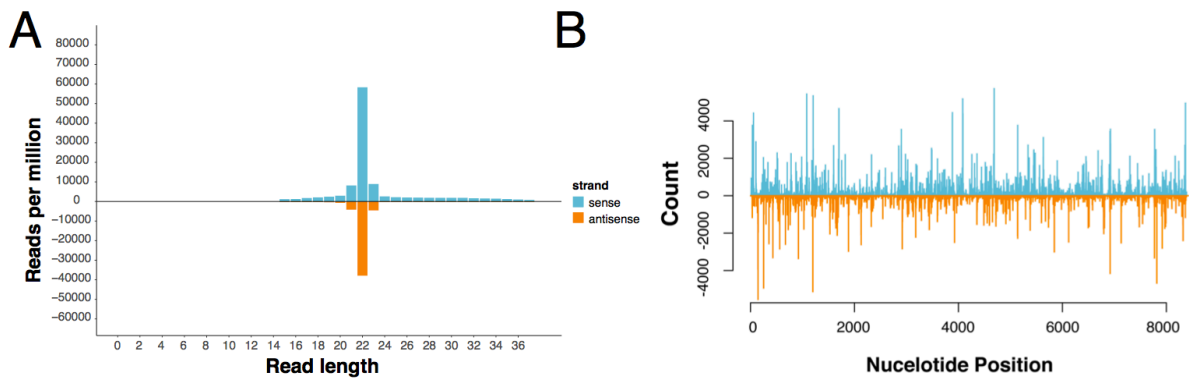 A
80000
70000
60000
50000
40000
30000
20000
10000
0
−10000
−20000
−30000
−40000
−50000
−60000
Reads per million
0 2 4 6 8 10 12 14 16 18 20 22 24 26 28 30 32 34 36
Read length
strand
sense
antisense
B
4000
2000
0
-2000
-4000
Count
0 2000 4000 6000 8000
Nucelotide Position